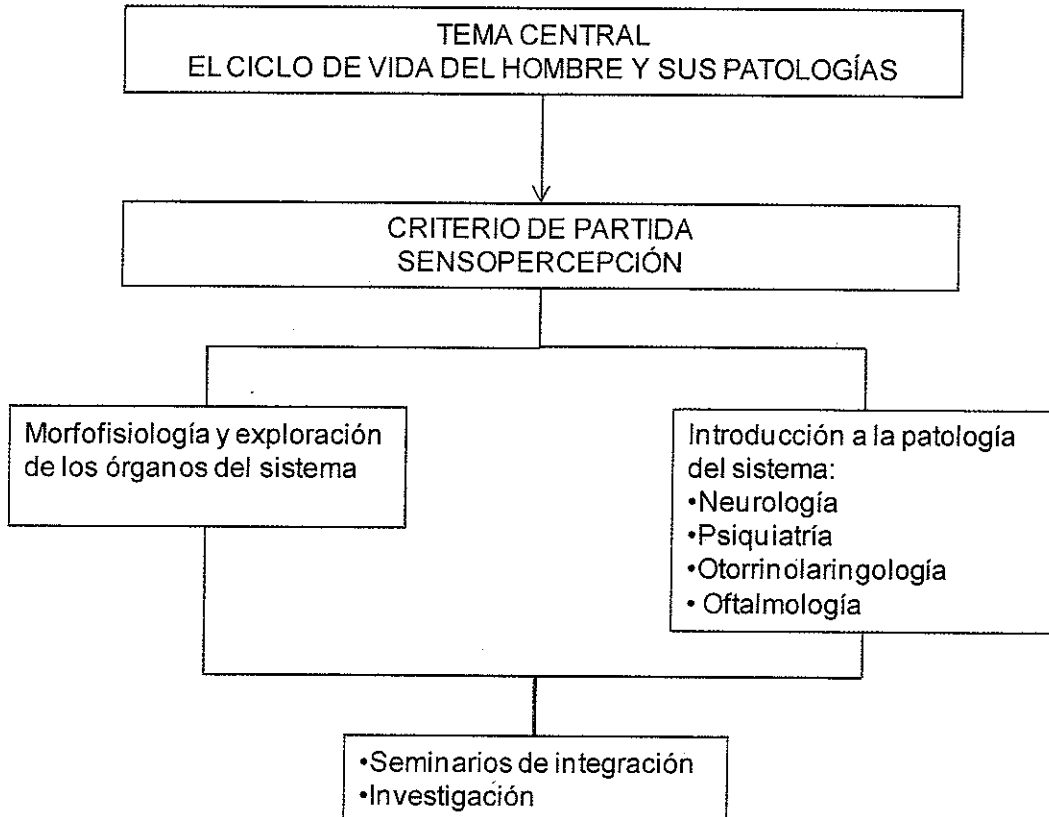 TEMA CENTRAL
EL CICLO DE VIDA DEL HOMBRE Y SUS PATOLOGÍAS
CRITERIO DE PARTIDA
SENSOPERCEPCIÓN
Morfofisiología y exploración
de los órganos del sistema
Introducción a la patología
del sistema:
•Neurología
•Psiquiatría
•Otorrinolaringología
• Oftalmología
•Seminarios de integración
•Investigación